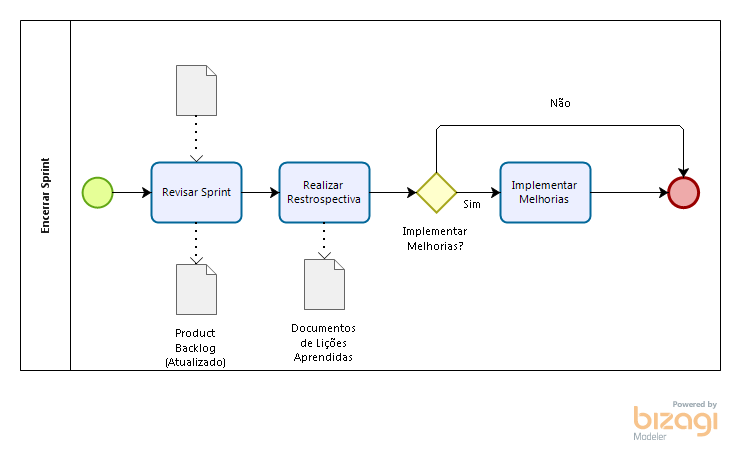 Encerrar Sprint
Não
Revisar Sprint
Realizar
Restrospectiva
Implementar
Melhorias
Sim
Implementar
Melhorias?
Product
Backlog
(Atualizado)
Documentos
de Lições
Aprendidas
Powered by
bizagi
Modeler